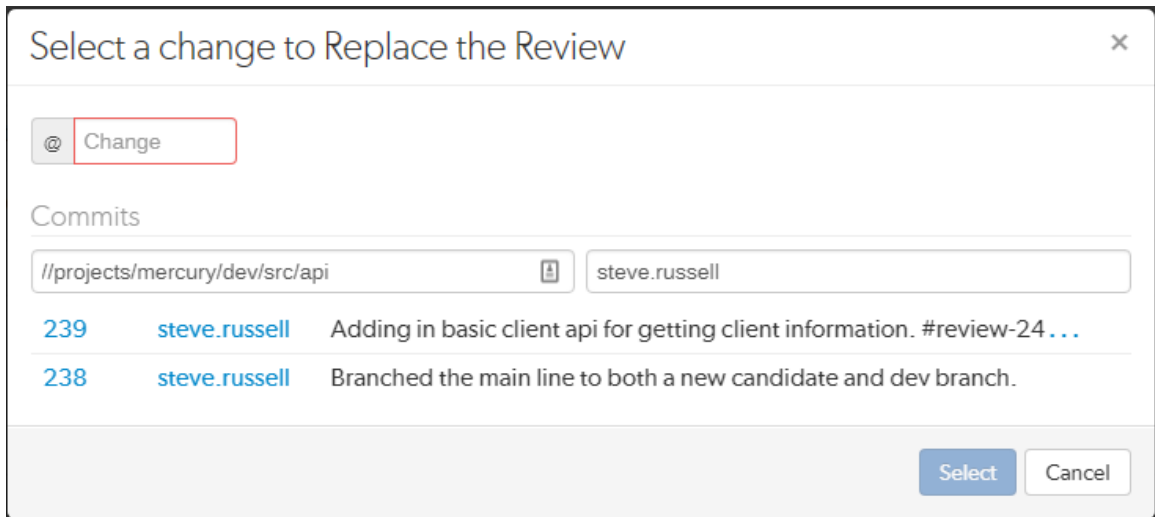 Select a change to Replace the Review ×
@ Change
Commits
//projects/mercury/dev/src/api steve.russell
239 steve.russell Adding in basic client api for getting client information. #review-24...
238 steve.russell Branched the main line to both a new candidate and dev branch.
Select Cancel